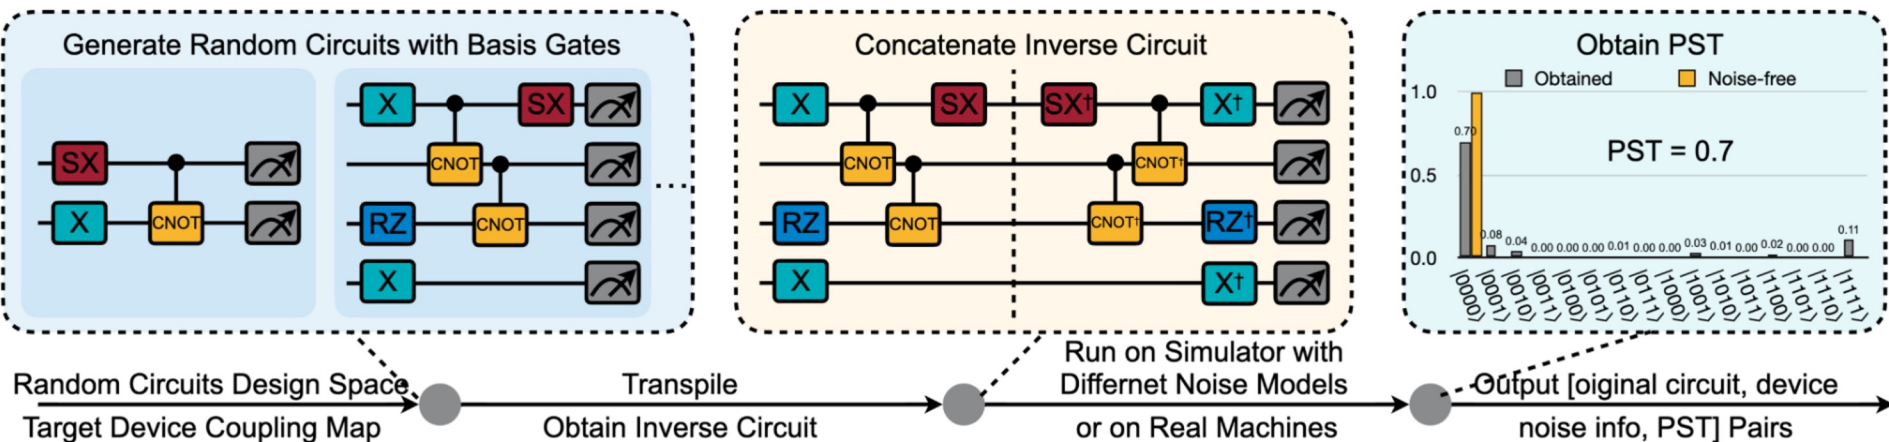 Generate Random Circuits with Basis Gates
SX
CNOT
X
X
SX
CNOT
RZ
CNOT
X
Concatenate Inverse Circuit
X
SX
SX†
X†
CNOT
CNOT†
RZ
CNOT
CNOT†
RZ†
X
X†
Obtain PST
Obtained
Noise-free
1.0
0.5
0.0
PST = 0.7
0.70
0.08
0.04
0.00
0.00
0.00
0.01
0.00
0.00
0.03
0.01
0.00
0.02
0.00
0.00
0.11
|0000⟩
|0001⟩
|0010⟩
|0011⟩
|0100⟩
|0101⟩
|0110⟩
|0111⟩
|1000⟩
|1001⟩
|1011⟩
|1100⟩
|1101⟩
|1110⟩
|1111⟩
Random Circuits Design Space
Target Device Coupling Map
Transpile
Obtain Inverse Circuit
Run on Simulator with
Differnet Noise Models
or on Real Machines
Output [oiginal circuit, device
noise info, PST] Pairs